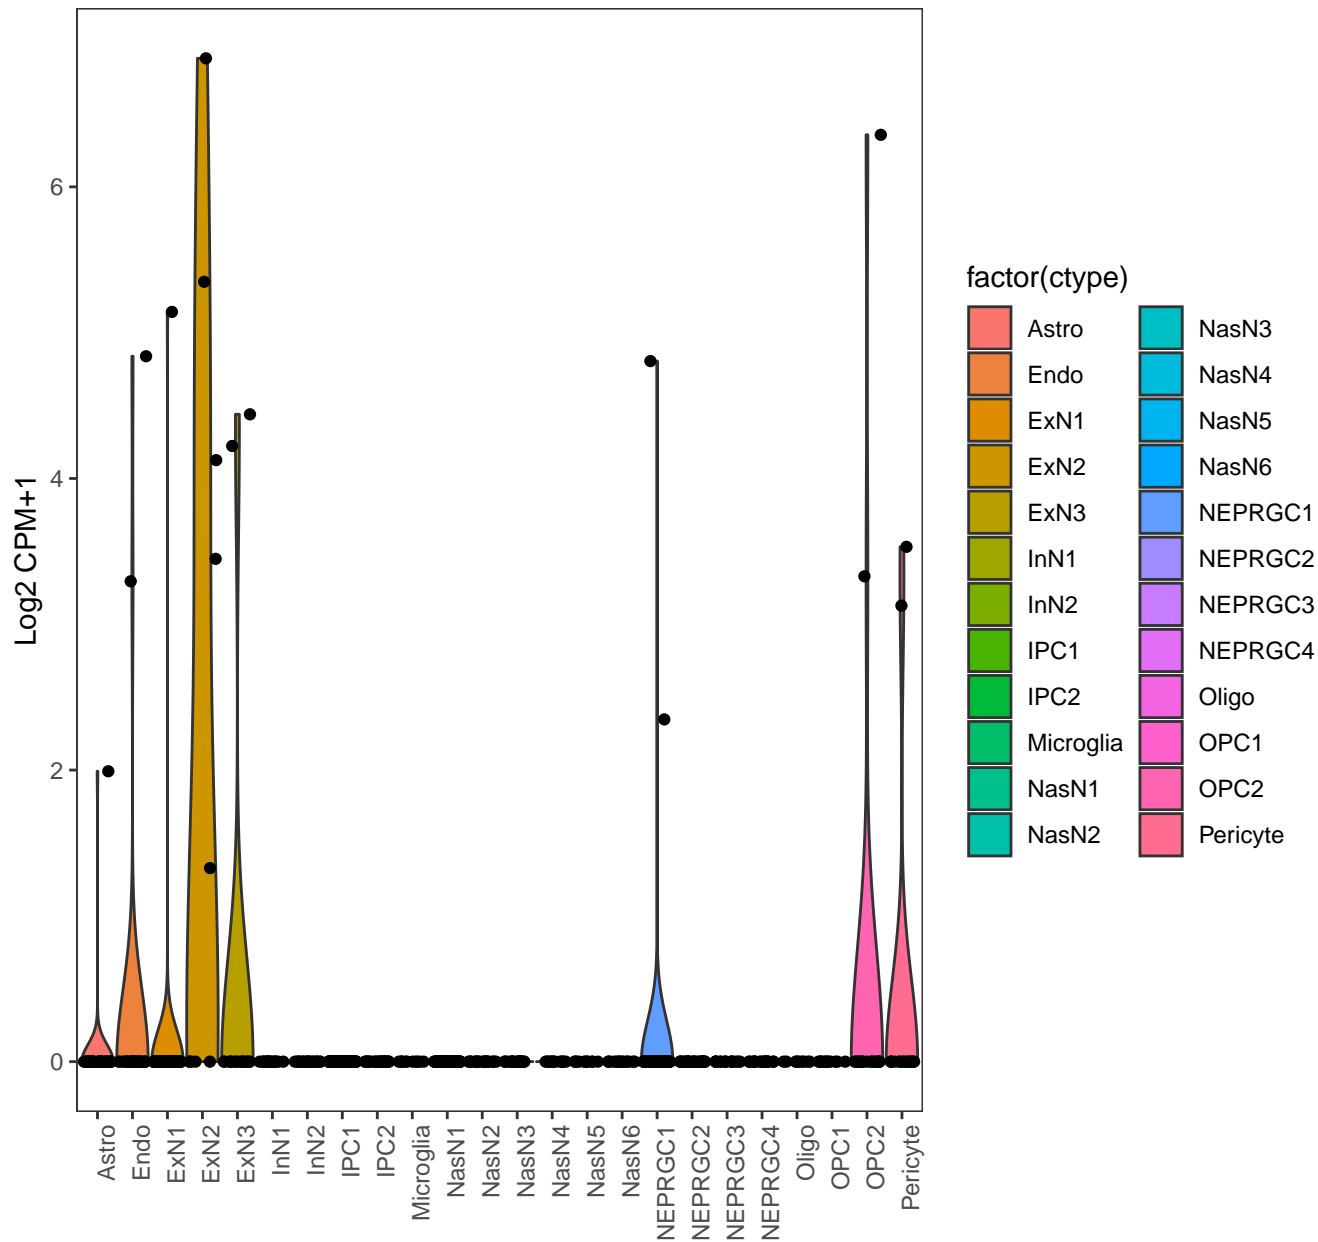 Log2 CPM+1
6
4
2
0
Astro
Endo
ExN1
ExN2
ExN3
InN1
InN2
IPC1
IPC2
Microglia
NasN1
NasN2
NasN3
NasN4
NasN5
NasN6
NEPRGC1
NEPRGC2
NEPRGC3
NEPRGC4
Oligo
OPC1
OPC2
Pericyte
factor(ctype)
Astro
Endo
ExN1
ExN2
ExN3
InN1
InN2
IPC1
IPC2
Microglia
NasN1
NasN2
NasN3
NasN4
NasN5
NasN6
NEPRGC1
NEPRGC2
NEPRGC3
NEPRGC4
Oligo
OPC1
OPC2
Pericyte